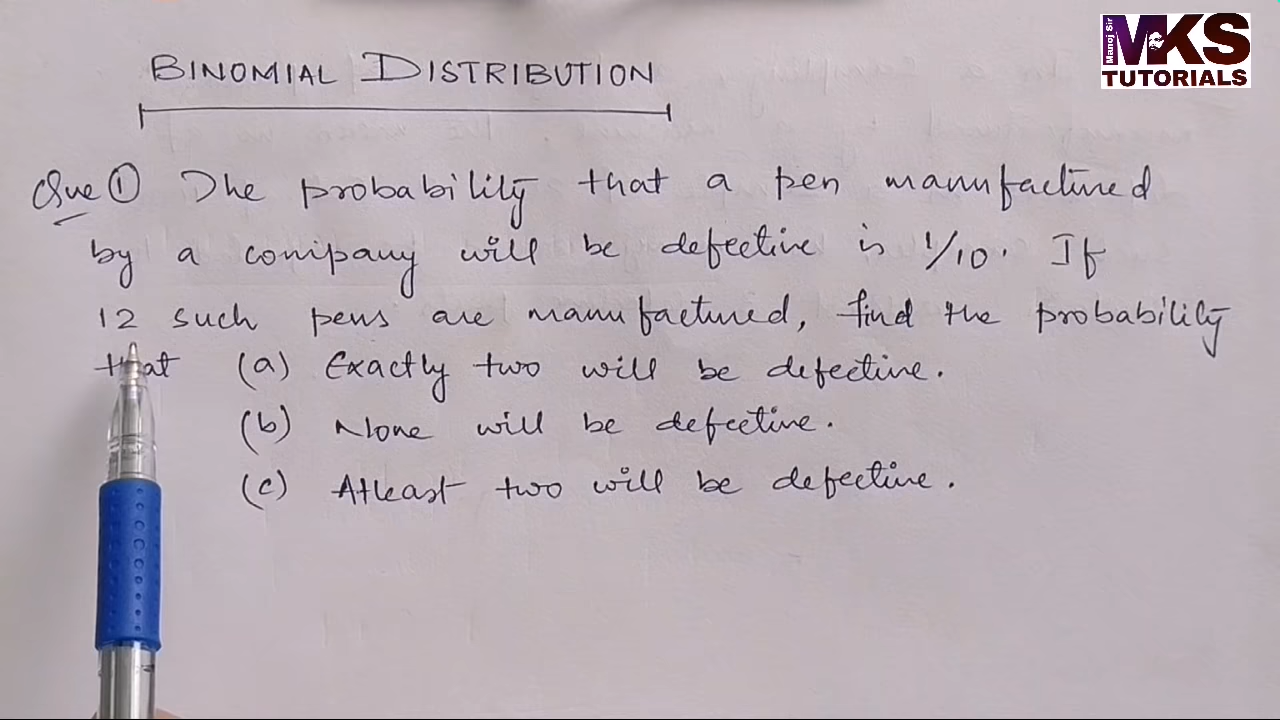 Manoj Sir
MKS
TUTORIALS
BINOMIAL DISTRIBUTION
Que ① The probability that a pen manufactured
by a company will be defective is 1/10. If
12 such pens are manufactured, find the probability
that (a) Exactly two will be defective.
(b) None will be defective.
(c) Atleast two will be defective.